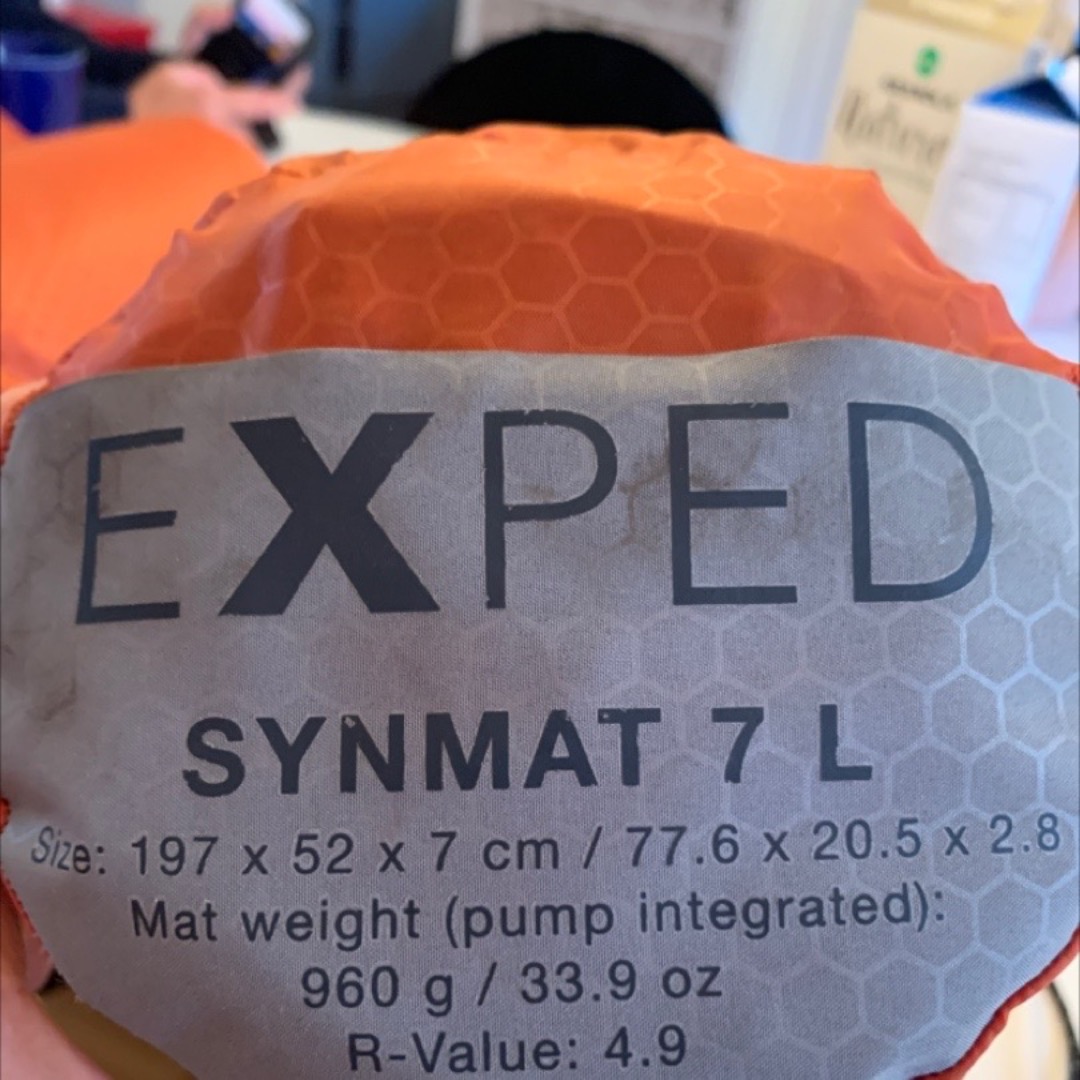 EXPED
SYNMAT 7 L
Size: 197 x 52 x 7 cm / 77.6 x 20.5 x 2.8
Mat weight (pump integrated):
960 g / 33.9 oz
R-Value: 4.9